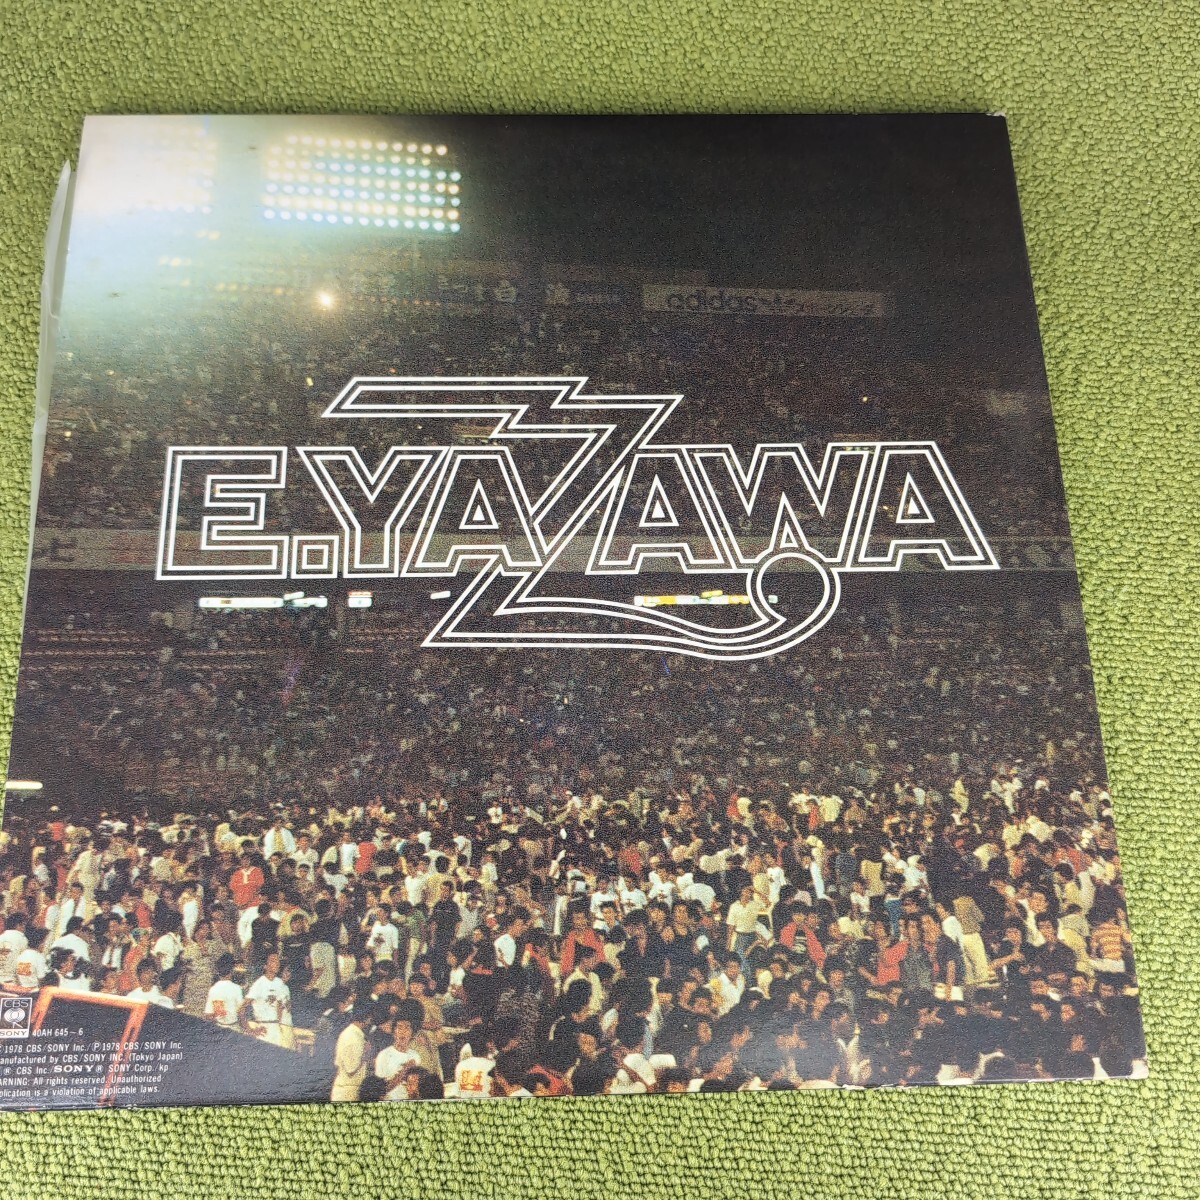 adidas
E.YAZAWA
CBS
SONY
40AH 645~6
1978 CBS/SONY Inc./Ⓟ1978 CBS/SONY Inc.
anufactured by CBS/SONY INC. (Tokyo Japan)
® CBS Inc./SONY® SONY Corp./kp
ARNING: All rights reserved. Unauthorized
plication is a violation of applicable laws.